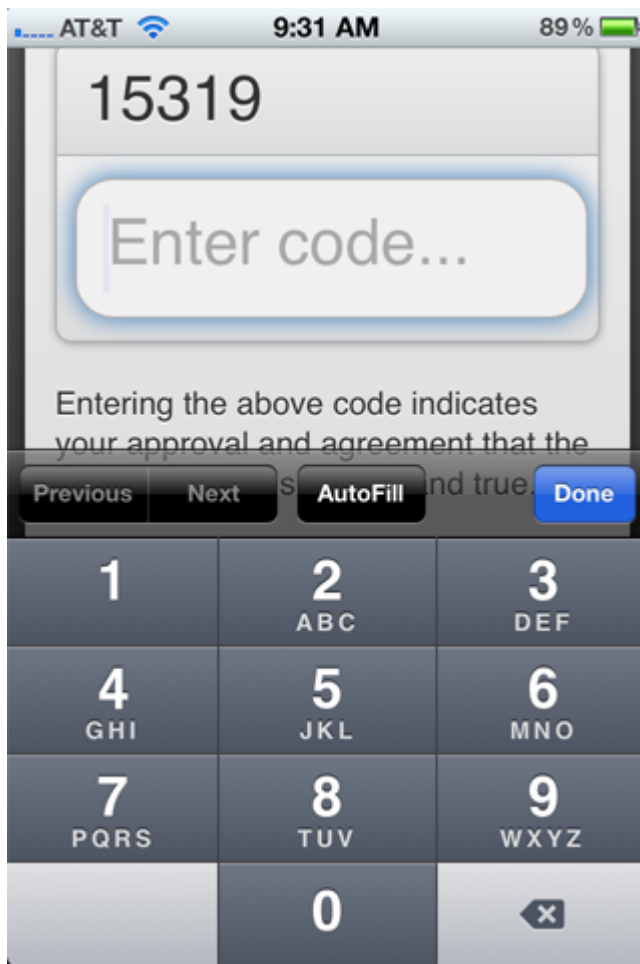 AT&T 9:31 AM 89%
15319
Enter code...
Entering the above code indicates
your approval and agreement that the
s and true.
Previous Next AutoFill Done
1 2 3
ABC DEF
4 5 6
GHI JKL MNO
7 8 9
PQRS TUV WXYZ
0